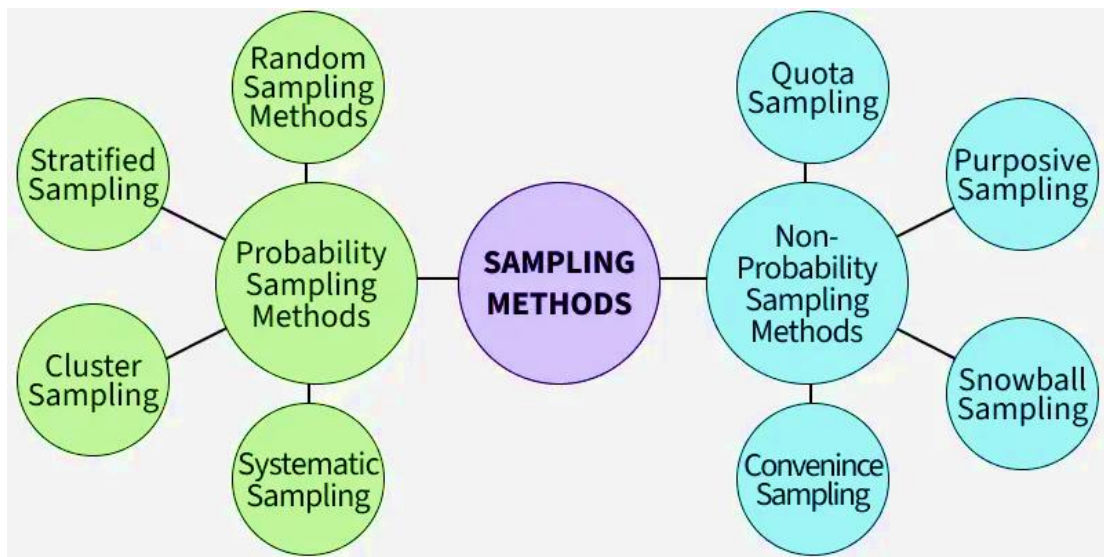 Random
Sampling
Methods
Stratified
Sampling
Probability
Sampling
Methods
Cluster
Sampling
Systematic
Sampling
SAMPLING
METHODS
Quota
Sampling
Purposive
Sampling
Non-
Probability
Sampling
Methods
Snowball
Sampling
Convenince
Sampling